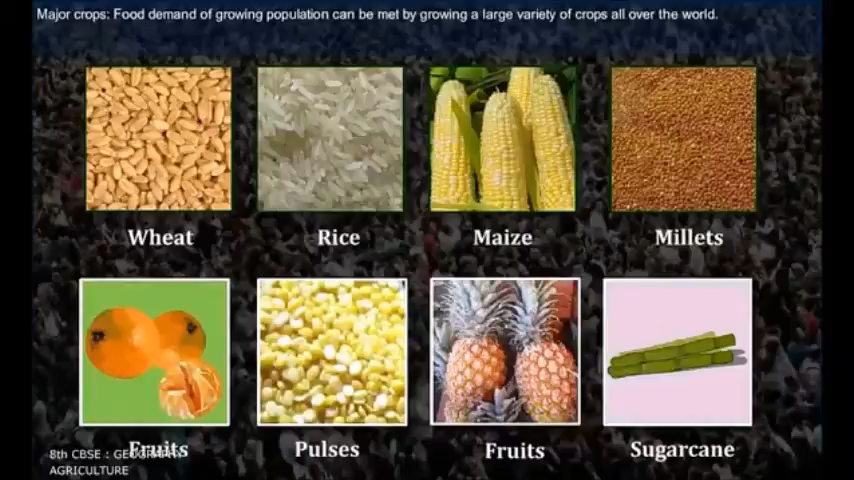 Major crops: Food demand of growing population can be met by growing a large variety of crops all over the world.
Wheat Rice Maize Millets
Fruits Pulses Fruits Sugarcane
8th CBSE : GEOGRAPHY
AGRICULTURE